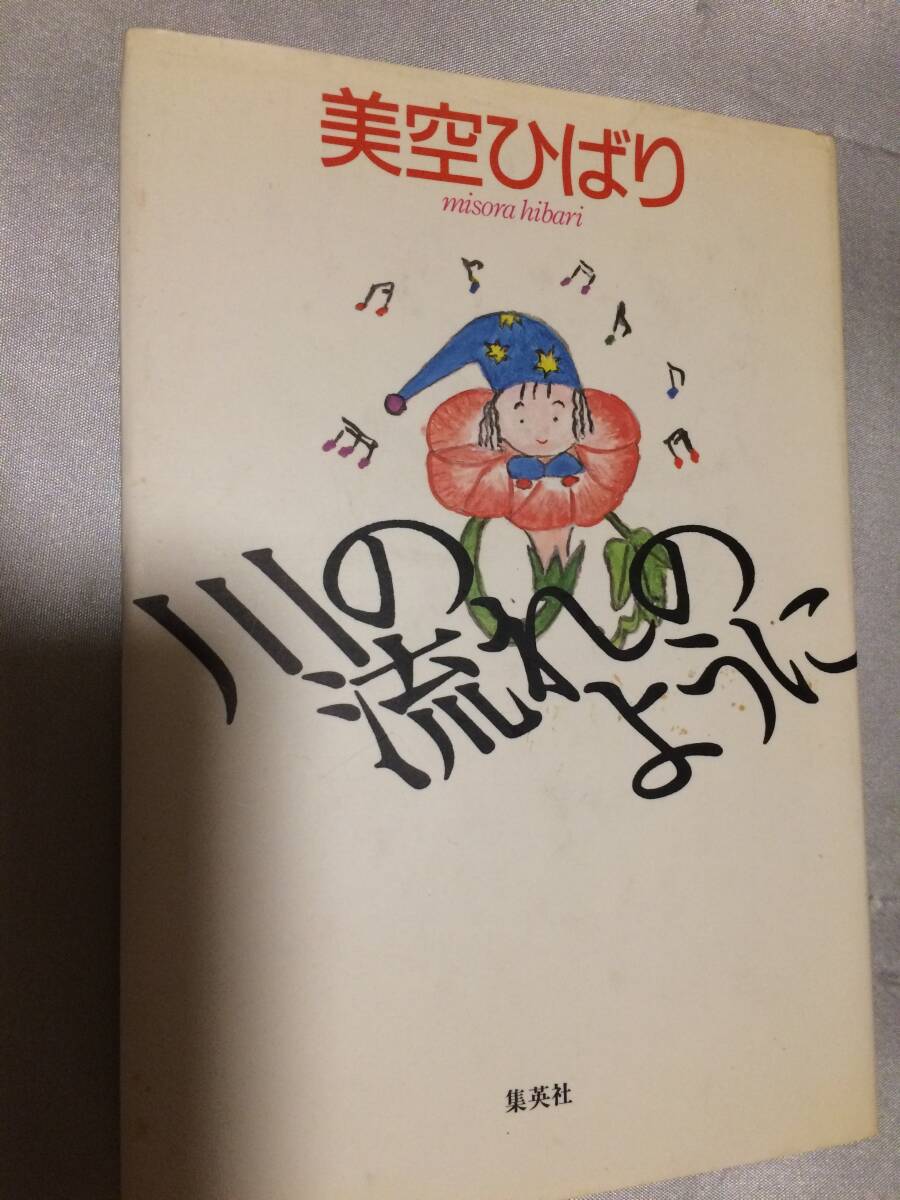 美空ひばり
misora hibari
川の
流れの
ように
集英社